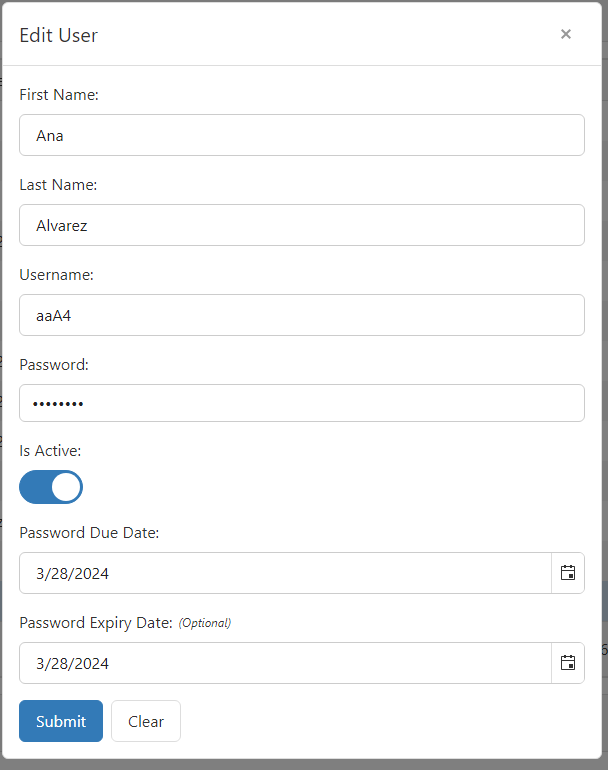 Edit User ×
First Name:
Ana
Last Name:
Alvarez
Username:
aaA4
Password:
••••••••
Is Active:
Password Due Date:
3/28/2024
Password Expiry Date: (Optional)
3/28/2024
Submit Clear